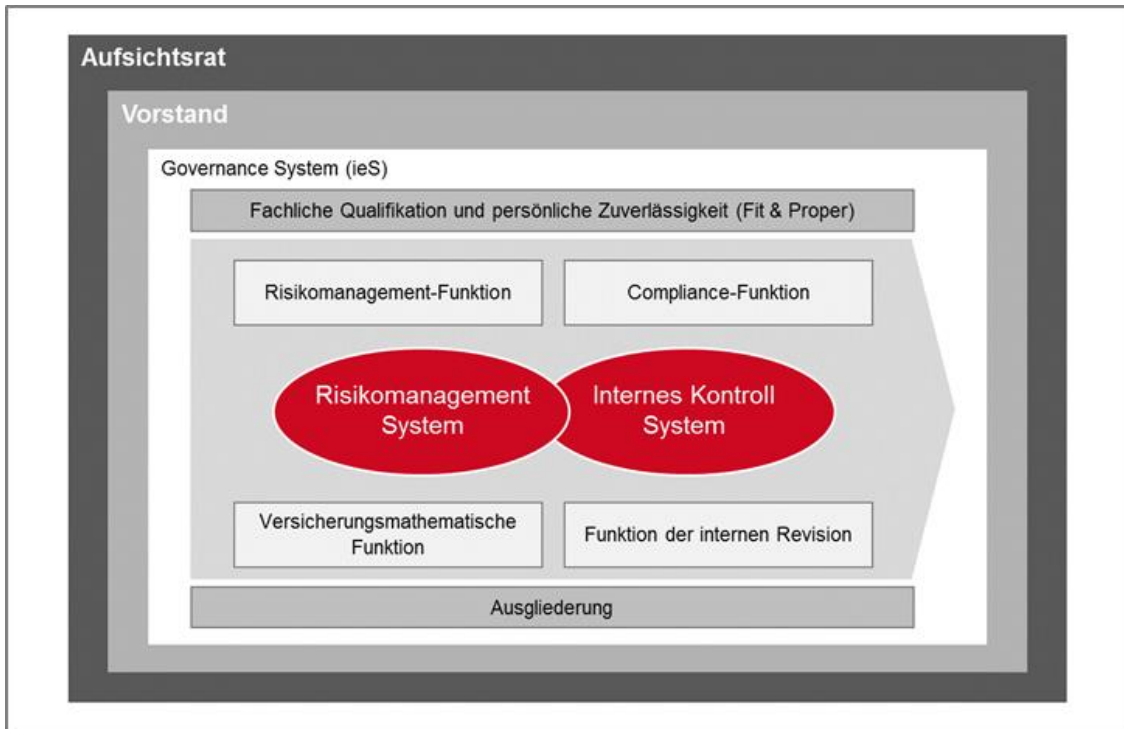 Aufsichtsrat
Vorstand
Governance System (ieS)
Fachliche Qualifikation und persönliche Zuverlässigkeit (Fit & Proper)
Risikomanagement-Funktion
Compliance-Funktion
Risikomanagement
System
Internes Kontroll
System
Versicherungsmathematische
Funktion
Funktion der internen Revision
Ausgliederung